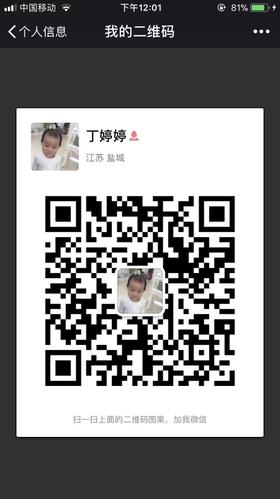 中国移动 下午12:01 81%
个人信息 我的二维码
丁婷婷
江苏 盐城
扫一扫上面的二维码图案，加我微信